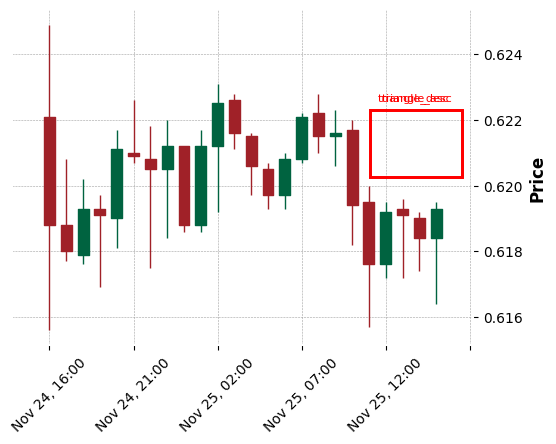 0.624
triangle_desc
0.622
0.620
0.618
0.616
Price
Nov 24, 16:00
Nov 24, 21:00
Nov 25, 02:00
Nov 25, 07:00
Nov 25, 12:00